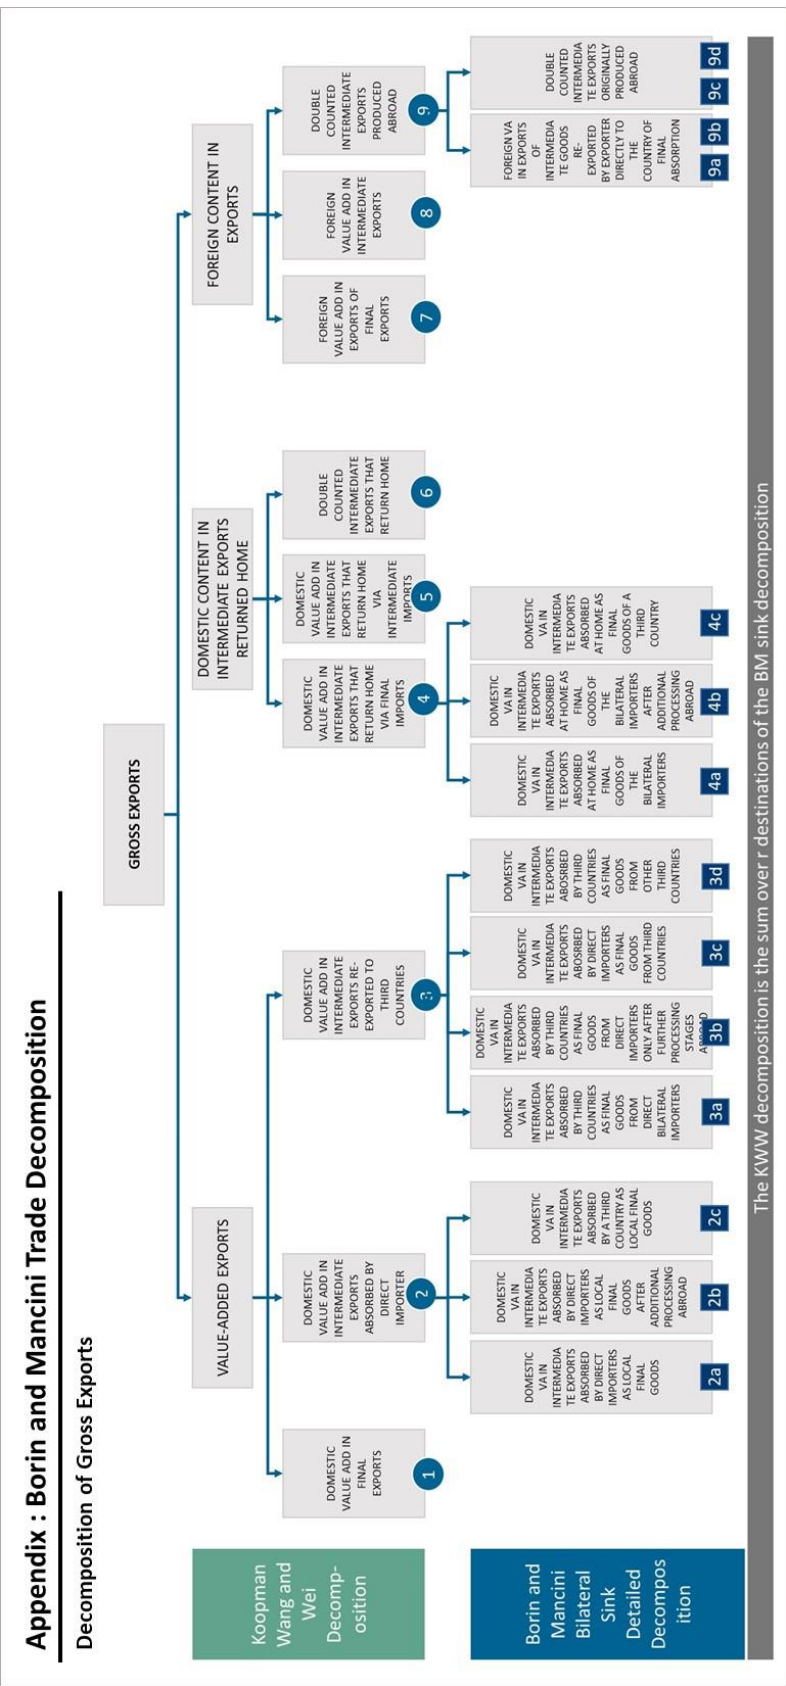 Appendix : Borin and Mancini Trade Decomposition
Decomposition of Gross Exports
GROSS EXPORTS
VALUE-ADDED EXPORTS
DOMESTIC CONTENT IN
INTERMEDIATE EXPORTS
RETURNED HOME
FOREIGN CONTENT IN
EXPORTS
Koopman
Wang and
Wei
Decomp-
osition
DOMESTIC
VALUE ADD IN
FINAL
EXPORTS
1
DOMESTIC
VALUE ADD IN
INTERMEDIATE
EXPORTS
ABSORBED BY
DIRECT
IMPORTER
2
DOMESTIC
VALUE ADD IN
INTERMEDIATE
EXPORTS RE-
EXPORTED TO
THIRD
COUNTRIES
3
DOMESTIC
VALUE ADD IN
INTERMEDIATE
EXPORTS THAT
RETURN HOME
VIA FINAL
IMPORTS
4
DOMESTIC
VALUE ADD IN
INTERMEDIATE
EXPORTS THAT
RETURN HOME
VIA
INTERMEDIATE
IMPORTS
5
DOUBLE
COUNTED
INTERMEDIATE
EXPORTS THAT
RETURN HOME
6
FOREIGN
VALUE ADD IN
EXPORTS OF
FINAL
EXPORTS
7
FOREIGN
VALUE ADD IN
INTERMEDIATE
EXPORTS
8
DOUBLE
COUNTED
INTERMEDIATE
EXPORTS
PRODUCED
ABROAD
9
Borin and
Mancini
Bilateral
Sink
Detailed
Decompos
ition
DOMESTIC
VA IN
INTERMEDIA
TE EXPORTS
ABSORBED
BY DIRECT
IMPORTERS
AS LOCAL
FINAL
GOODS
2a
DOMESTIC
VA IN
INTERMEDIA
TE EXPORTS
ABSORBED
BY DIRECT
IMPORTERS
AS LOCAL
FINAL
GOODS
AFTER
ADDITIONAL
PROCESSING
ABROAD
2b
DOMESTIC
VA IN
INTERMEDIA
TE EXPORTS
ABSORBED
BY A THIRD
COUNTRY AS
LOCAL FINAL
GOODS
2c
DOMESTIC
VA IN
INTERMEDIA
TE EXPORTS
ABSORBED
BY THIRD
COUNTRIES
AS FINAL
GOODS
FROM
DIRECT
BILATERAL
IMPORTERS
3a
DOMESTIC
VA IN
INTERMEDIA
TE EXPORTS
ABSORBED
BY THIRD
COUNTRIES
AS FINAL
GOODS
FROM
DIRECT
IMPORTERS
ONLY AFTER
FURTHER
PROCESSING
STAGES
ABROAD
3b
DOMESTIC
VA IN
INTERMEDIA
TE EXPORTS
ABOSRBED
BY DIRECT
IMPORTERS
AS FINAL
GOODS
FROM THIRD
COUNTRIES
3c
DOMESTIC
VA IN
INTERMEDIA
TE EXPORTS
ABOSRBED
BY THIRD
COUNTRIES
AS FINAL
GOODS
FROM
OTHER
THIRD
COUNTRIES
3d
DOMESTIC
VA IN
INTERMEDIA
TE EXPORTS
ABSORBED
AT HOME AS
FINAL
GOODS OF
THE
BILATERAL
IMPORTERS
4a
DOMESTIC
VA IN
INTERMEDIA
TE EXPORTS
ABSORBED
AT HOME AS
FINAL
GOODS OF
THE
BILATERAL
IMPORTERS
AFTER
ADDITIONAL
PROCESSING
ABROAD
4b
DOMESTIC
VA IN
INTERMEDIA
TE EXPORTS
ABSORBED
AT HOME AS
FINAL
GOODS OF A
THIRD
COUNTRY
4c
FOREIGN VA
IN EXPORTS
OF
INTERMEDIA
TE GOODS
RE-
EXPORTED
BY EXPORTER
DIRECTLY TO
THE
COUNTRY OF
FINAL
ABSORPTION
9a 9b
DOUBLE
COUNTED
INTERMEDIA
TE EXPORTS
ORIGINALLY
PRODUCED
ABROAD
9c 9d
The KWW decomposition is the sum over r destinations of the BM sink decomposition